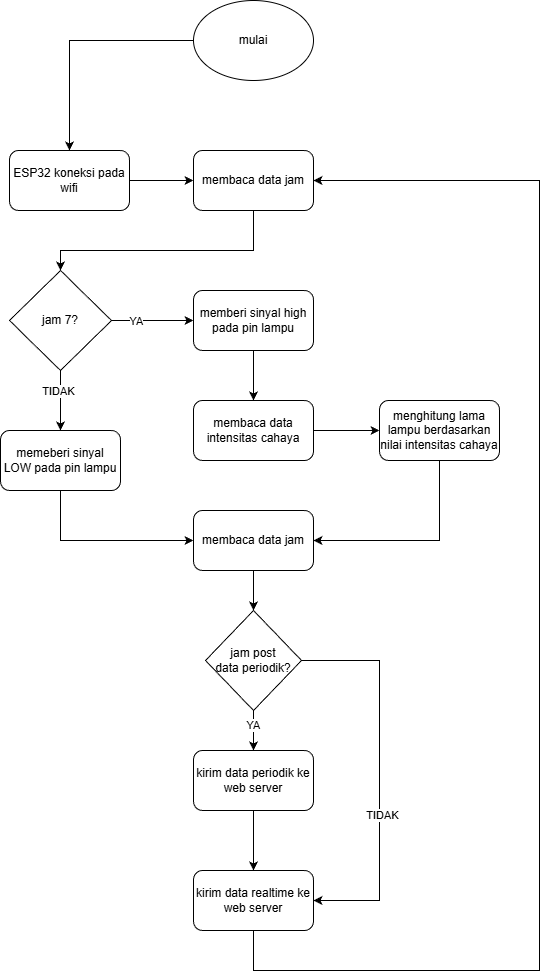 mulai
ESP32 koneksi pada
wifi
membaca data jam
jam 7?
YA
memberi sinyal high
pada pin lampu
TIDAK
membaca data
intensitas cahaya
menghitung lama
lampu berdasarkan
nilai intensitas cahaya
memeberi sinyal
LOW pada pin lampu
membaca data jam
jam post
data periodik?
YA
kirim data periodik ke
web server
TIDAK
kirim data realtime ke
web server